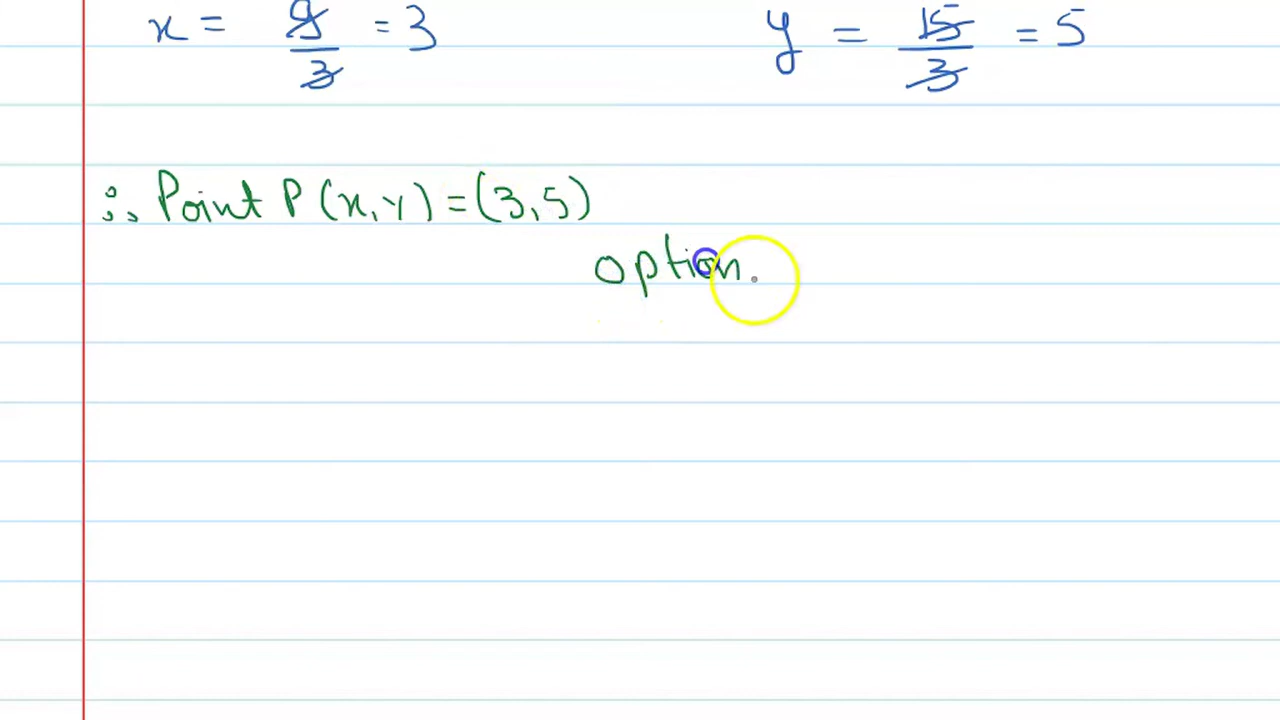 x = 9/3 = 3 y = 15/3 = 5
∴ Point P (x, y) = (3, 5)
option